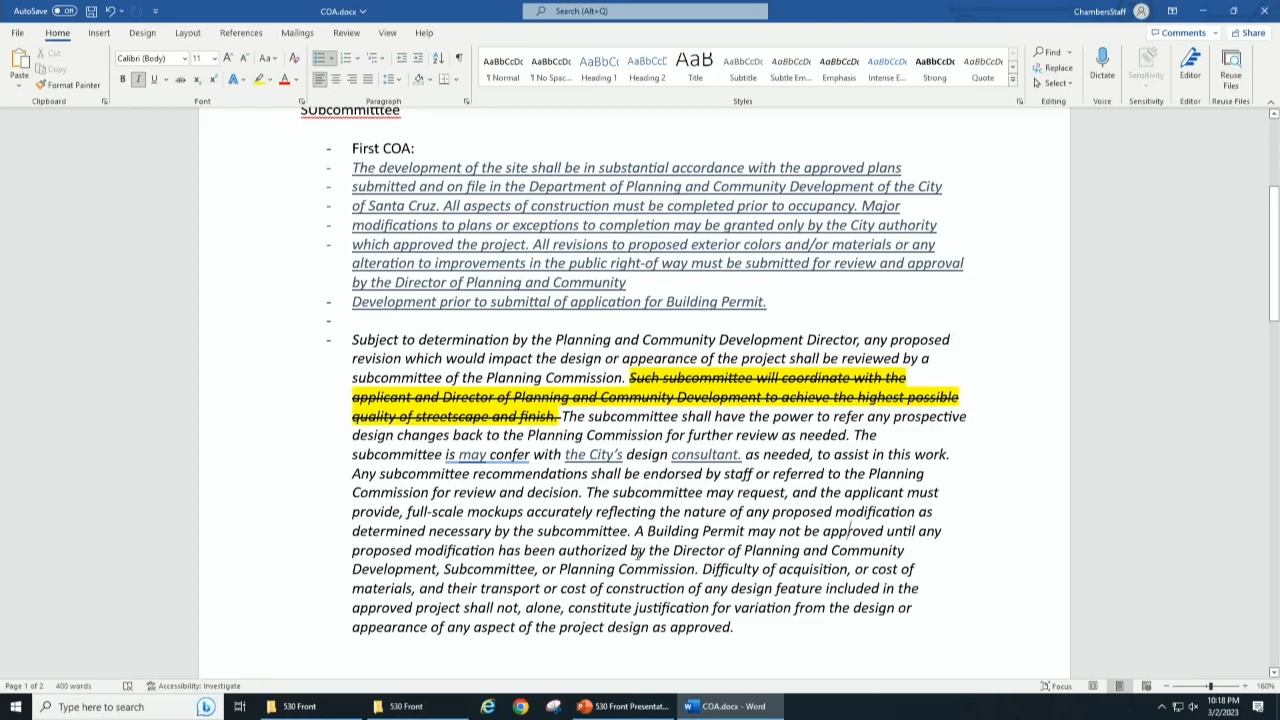 AutoSave Off
COA.docx
Search (Alt+Q)
ChambersStaff
File Home Insert Design Layout References Mailings Review View Help
Comments Share
Paste
Cut
Copy
Format Painter
Calibri (Body) 11
AaBbCcDc AaBbCcDc AaBbC( AaBbCcC AaB AaBbCcDc AaBbCcDc AaBbCcDc AaBbCcDc AaBbCcDc AaBbCcDc
¶ Normal ¶ No Spac... Heading 1 Heading 2 Title Subtitle Subtle Em... Emphasis Intense E... Strong Quote
Find
Replace
Select
Dictate
Sensitivity
Editor
Reuse Files
Clipboard Font Paragraph Styles Editing Voice Sensitivity Editor Reuse Files
SUbcommitttee
- First COA:
- The development of the site shall be in substantial accordance with the approved plans
- submitted and on file in the Department of Planning and Community Development of the City
- of Santa Cruz. All aspects of construction must be completed prior to occupancy. Major
- modifications to plans or exceptions to completion may be granted only by the City authority
- which approved the project. All revisions to proposed exterior colors and/or materials or any
alteration to improvements in the public right-of way must be submitted for review and approval
by the Director of Planning and Community
- Development prior to submittal of application for Building Permit.
-
- Subject to determination by the Planning and Community Development Director, any proposed
revision which would impact the design or appearance of the project shall be reviewed by a
subcommittee of the Planning Commission. Such subcommittee will coordinate with the
applicant and Director of Planning and Community Development to achieve the highest possible
quality of streetscape and finish. The subcommittee shall have the power to refer any prospective
design changes back to the Planning Commission for further review as needed. The
subcommittee is may confer with the City's design consultant. as needed, to assist in this work.
Any subcommittee recommendations shall be endorsed by staff or referred to the Planning
Commission for review and decision. The subcommittee may request, and the applicant must
provide, full-scale mockups accurately reflecting the nature of any proposed modification as
determined necessary by the subcommittee. A Building Permit may not be approved until any
proposed modification has been authorized by the Director of Planning and Community
Development, Subcommittee, or Planning Commission. Difficulty of acquisition, or cost of
materials, and their transport or cost of construction of any design feature included in the
approved project shall not, alone, constitute justification for variation from the design or
appearance of any aspect of the project design as approved.
Page 1 of 2 400 words Accessibility: Investigate
Focus
160%
Type here to search
530 Front
530 Front
530 Front Presentat...
COA.docx - Word
10:18 PM
3/2/2023